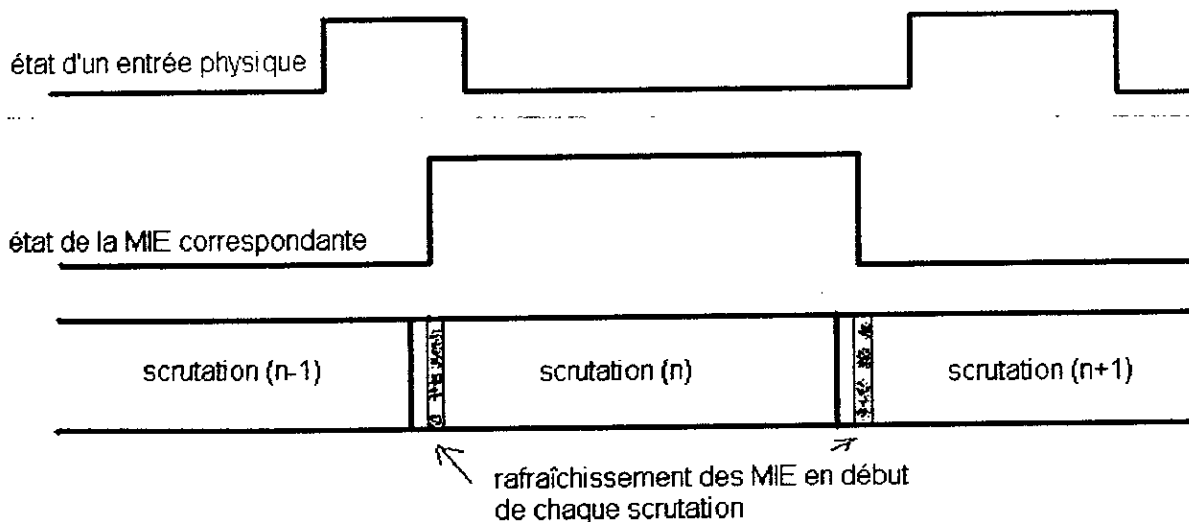 état d'un entrée physique
état de la MIE correspondante
scrutation (n-1)
scrutation (n)
scrutation (n+1)
rafraîchissement des MIE en début
de chaque scrutation